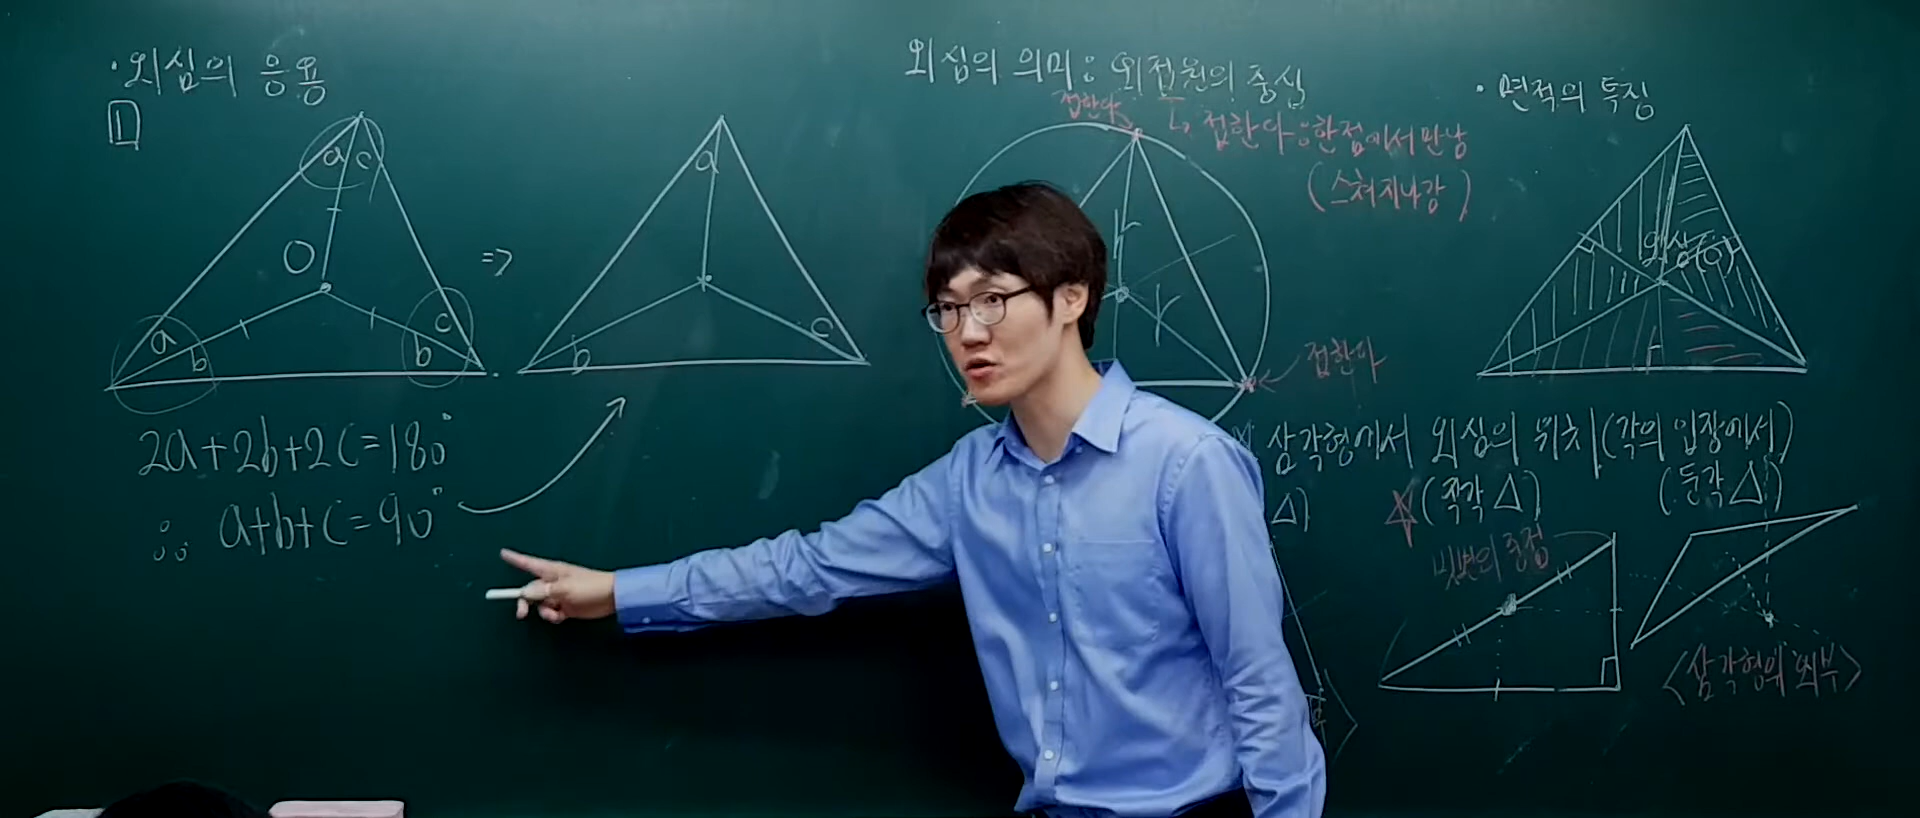 · 외심의 응용
1
a c
O
a b
c b
=>
a
b
c
2a+2b+2c=180°
∴ a+b+c=90°
외심의 의미: 외접원의 중심
접한다
↳ 접한다:한점에서 만남
(스쳐지나감)
r
r
접한다
· 면적의 특징
외심(O)
삼각형에서 외심의 위치(각의 입장에서)
△)
☆(직각△)
(둔각△)
빗변의 중점
<삼각형의 외부>